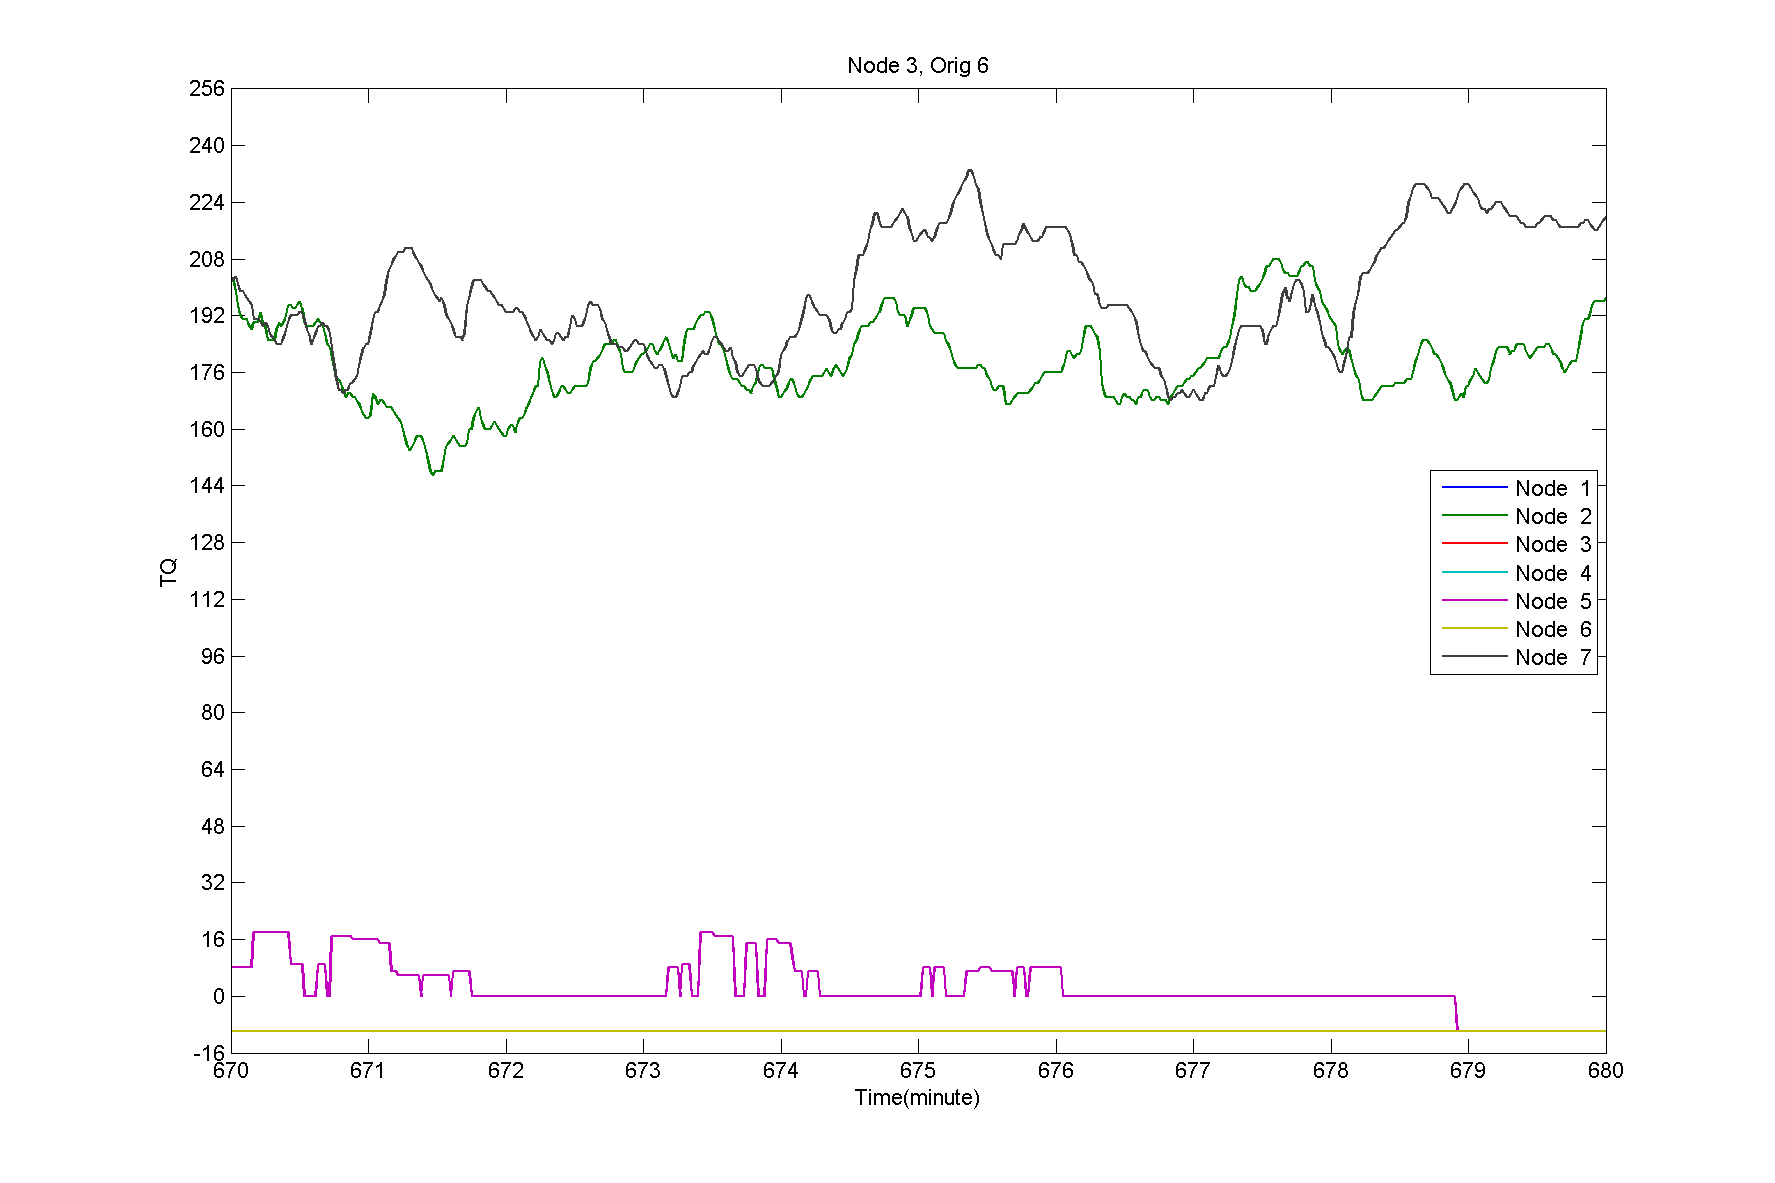 Node 3, Orig 6
256
240
224
208
192
176
160
144
128
112
96
80
64
48
32
16
0
-16
TQ
Node 1
Node 2
Node 3
Node 4
Node 5
Node 6
Node 7
670 671 672 673 674 675 676 677 678 679 680
Time(minute)